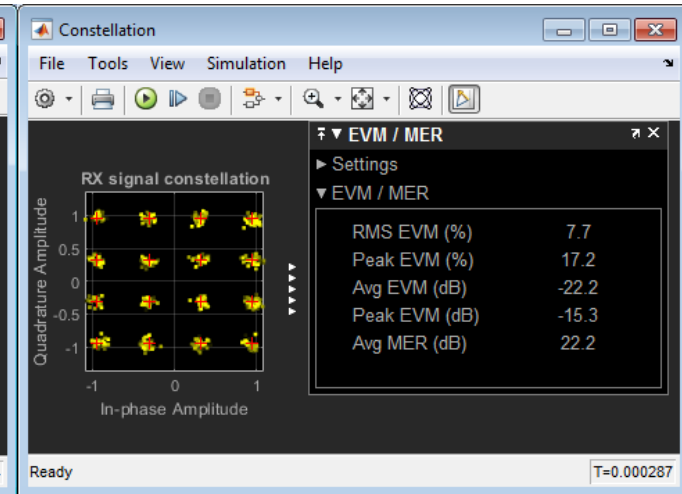 Constellation
File Tools View Simulation Help
EVM / MER
Settings
EVM / MER
RMS EVM (%) 7.7
Peak EVM (%) 17.2
Avg EVM (dB) -22.2
Peak EVM (dB) -15.3
Avg MER (dB) 22.2
RX signal constellation
Quadrature Amplitude
1
0.5
0
-0.5
-1
-1 0 1
In-phase Amplitude
Ready T=0.000287